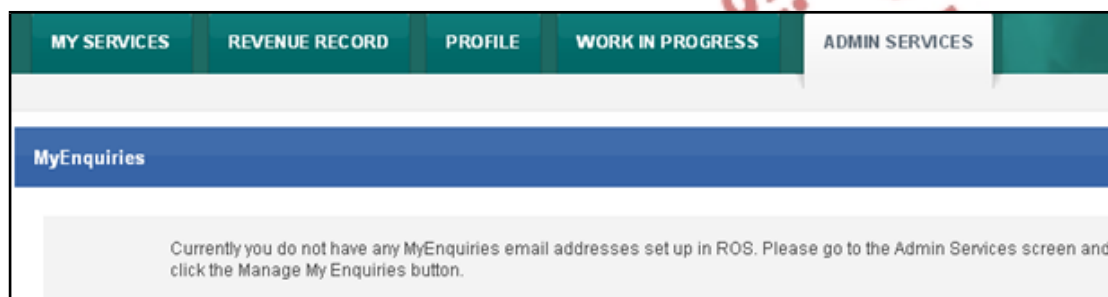 MY SERVICES REVENUE RECORD PROFILE WORK IN PROGRESS ADMIN SERVICES
MyEnquiries
Currently you do not have any MyEnquiries email addresses set up in ROS. Please go to the Admin Services screen and
click the Manage My Enquiries button.